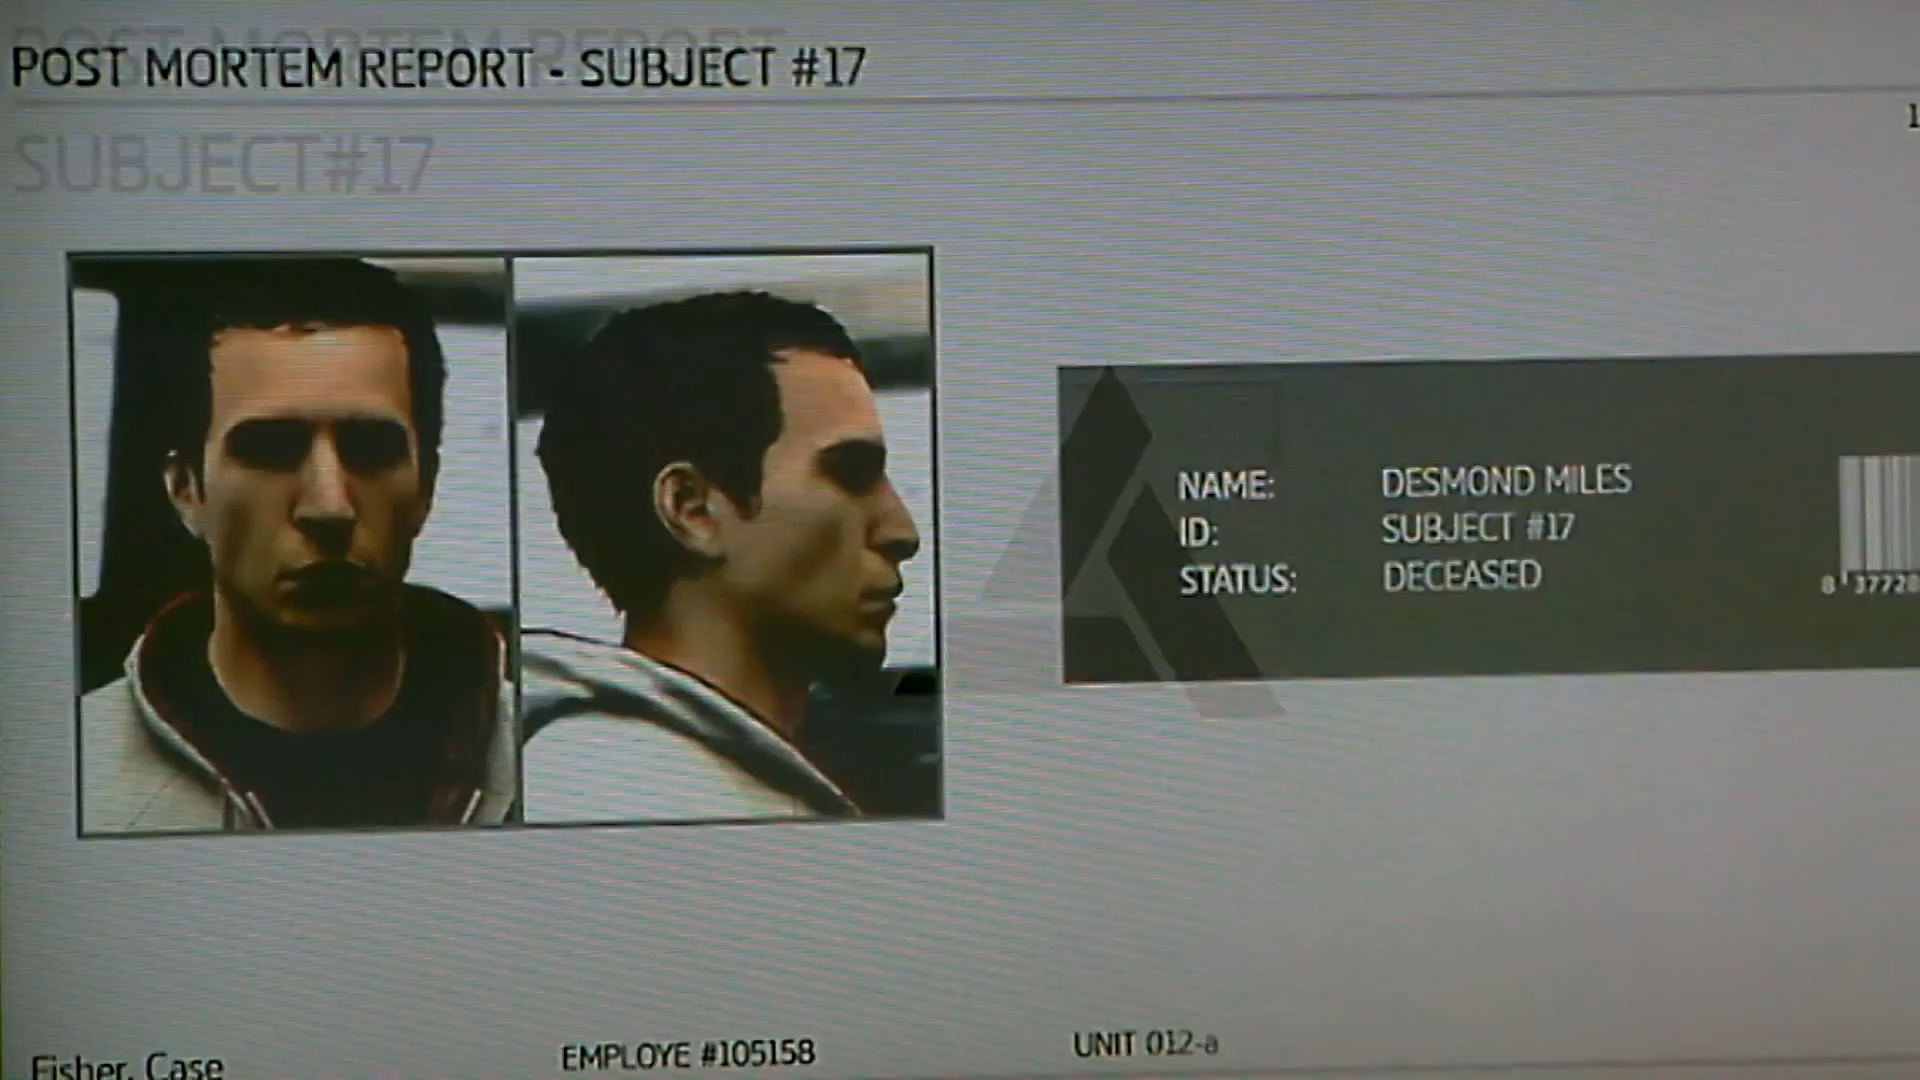 POST MORTEM REPORT - SUBJECT #17
SUBJECT#17
NAME: DESMOND MILES
ID: SUBJECT #17
STATUS: DECEASED
Fisher, Case EMPLOYE #105158 UNIT 012-a